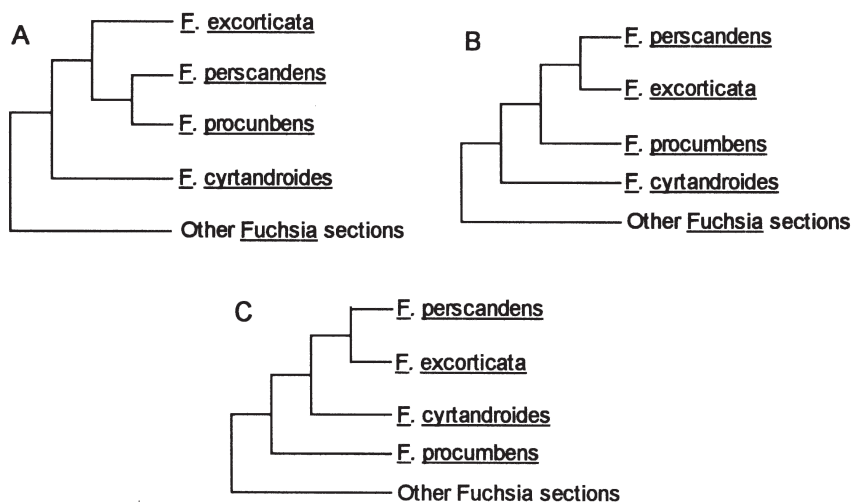 A
F. excorticata
F. perscandens
F. procunbens
F. cyrtandroides
Other Fuchsia sections
B
F. perscandens
F. excorticata
F. procumbens
F. cyrtandroides
Other Fuchsia sections
C
F. perscandens
F. excorticata
F. cyrtandroides
F. procumbens
Other Fuchsia sections